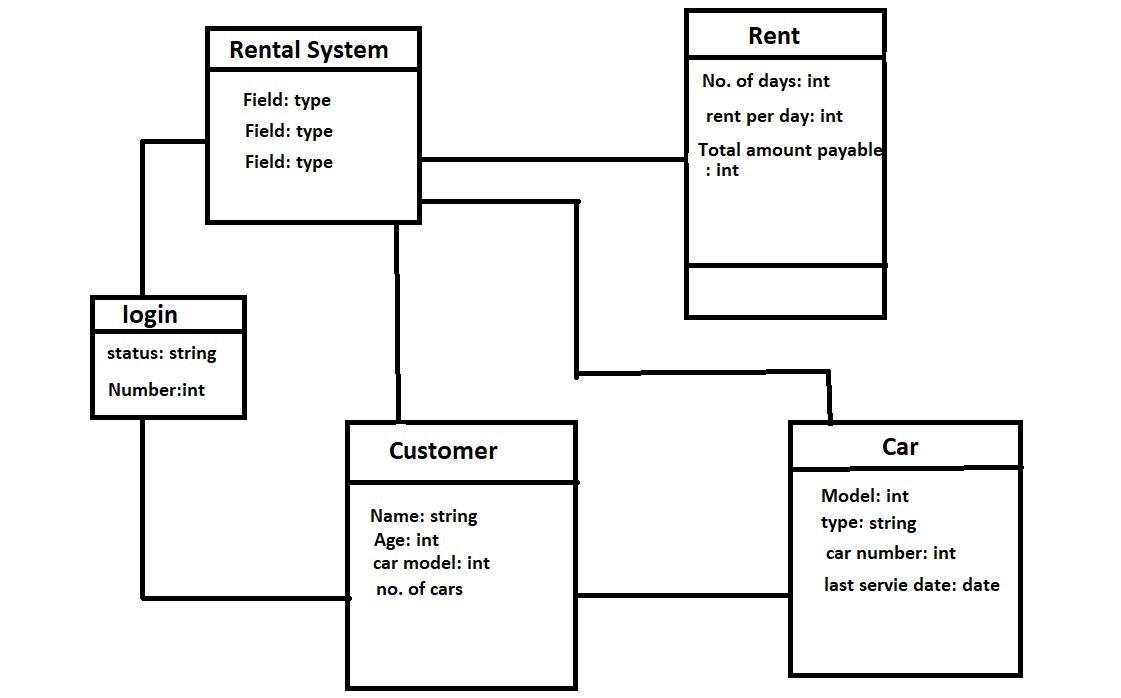 Rental System
Field: type
Field: type
Field: type
Rent
No. of days: int
rent per day: int
Total amount payable
: int
login
status: string
Number:int
Customer
Name: string
Age: int
car model: int
no. of cars
Car
Model: int
type: string
car number: int
last servie date: date